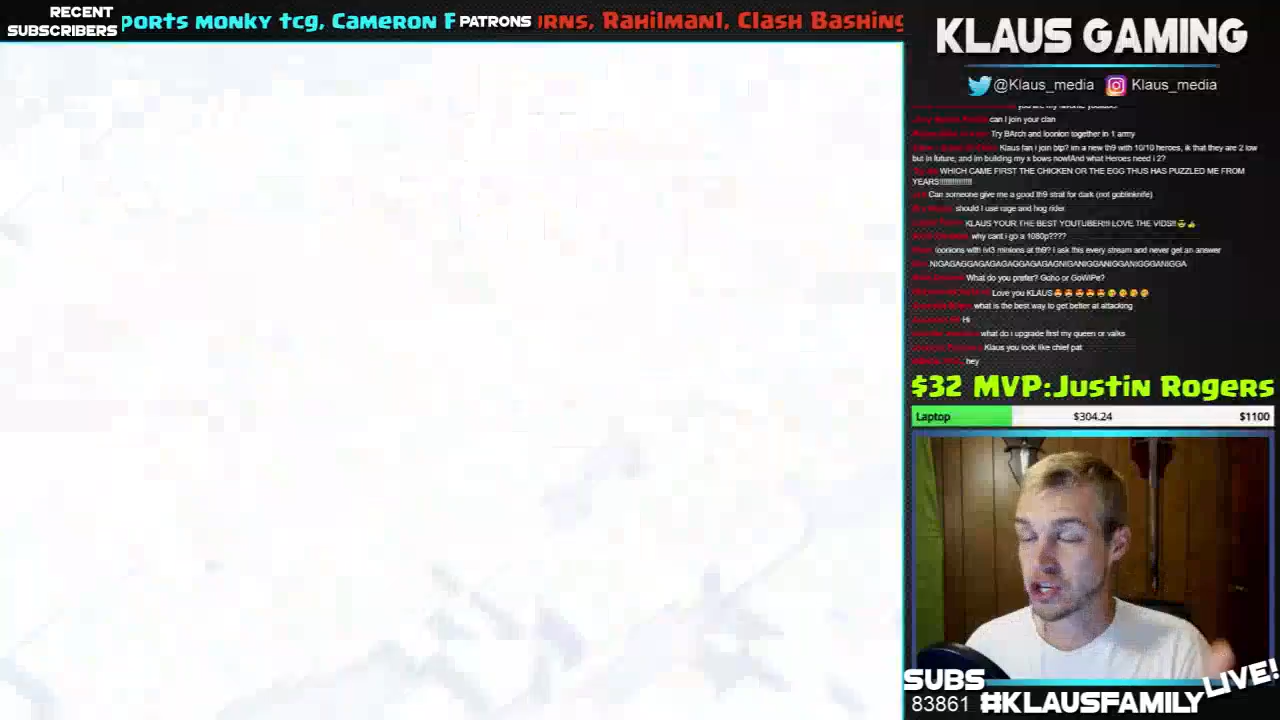 RECENT
SUBSCRIBERS
PORTS MONKY TCG, CAMERON F
PATRONS
URNS, RAHILMAN1, CLASH BASHING
KLAUS GAMING
@Klaus_media Klaus_media
you are my favorite
can I join your clan
Try BArch and loonion together in 1 army
Klaus fan i join btp? im a new th9 with 10/10 heroes, ik that they are 2 low
but in future, and im building my x bows now!And what Heroes need i 2?
WHICH CAME FIRST THE CHICKEN OR THE EGG THUS HAS PUZZLED ME FROM
Can someone give me a good th9 strat for dark (not goblinknife)
should I use rage and hog rider
KLAUS YOUR THE BEST YOUTUBER!!! LOVE THE VIDS!!
why cant i go a 1080p????
loonions with lvl3 minions at th9? I ask this every stream and never get an answer
What do you prefer? Goho or GoWiPe?
Love you KLAUS
what is the best way to get better at attacking
Hi
what do i upgrade first my queen or valks
Klaus you look like chief pat
hey
$32 MVP:Justin Rogers
Laptop $304.24 $1100
SUBS
83861 #KLAUSFAMILY LIVE!